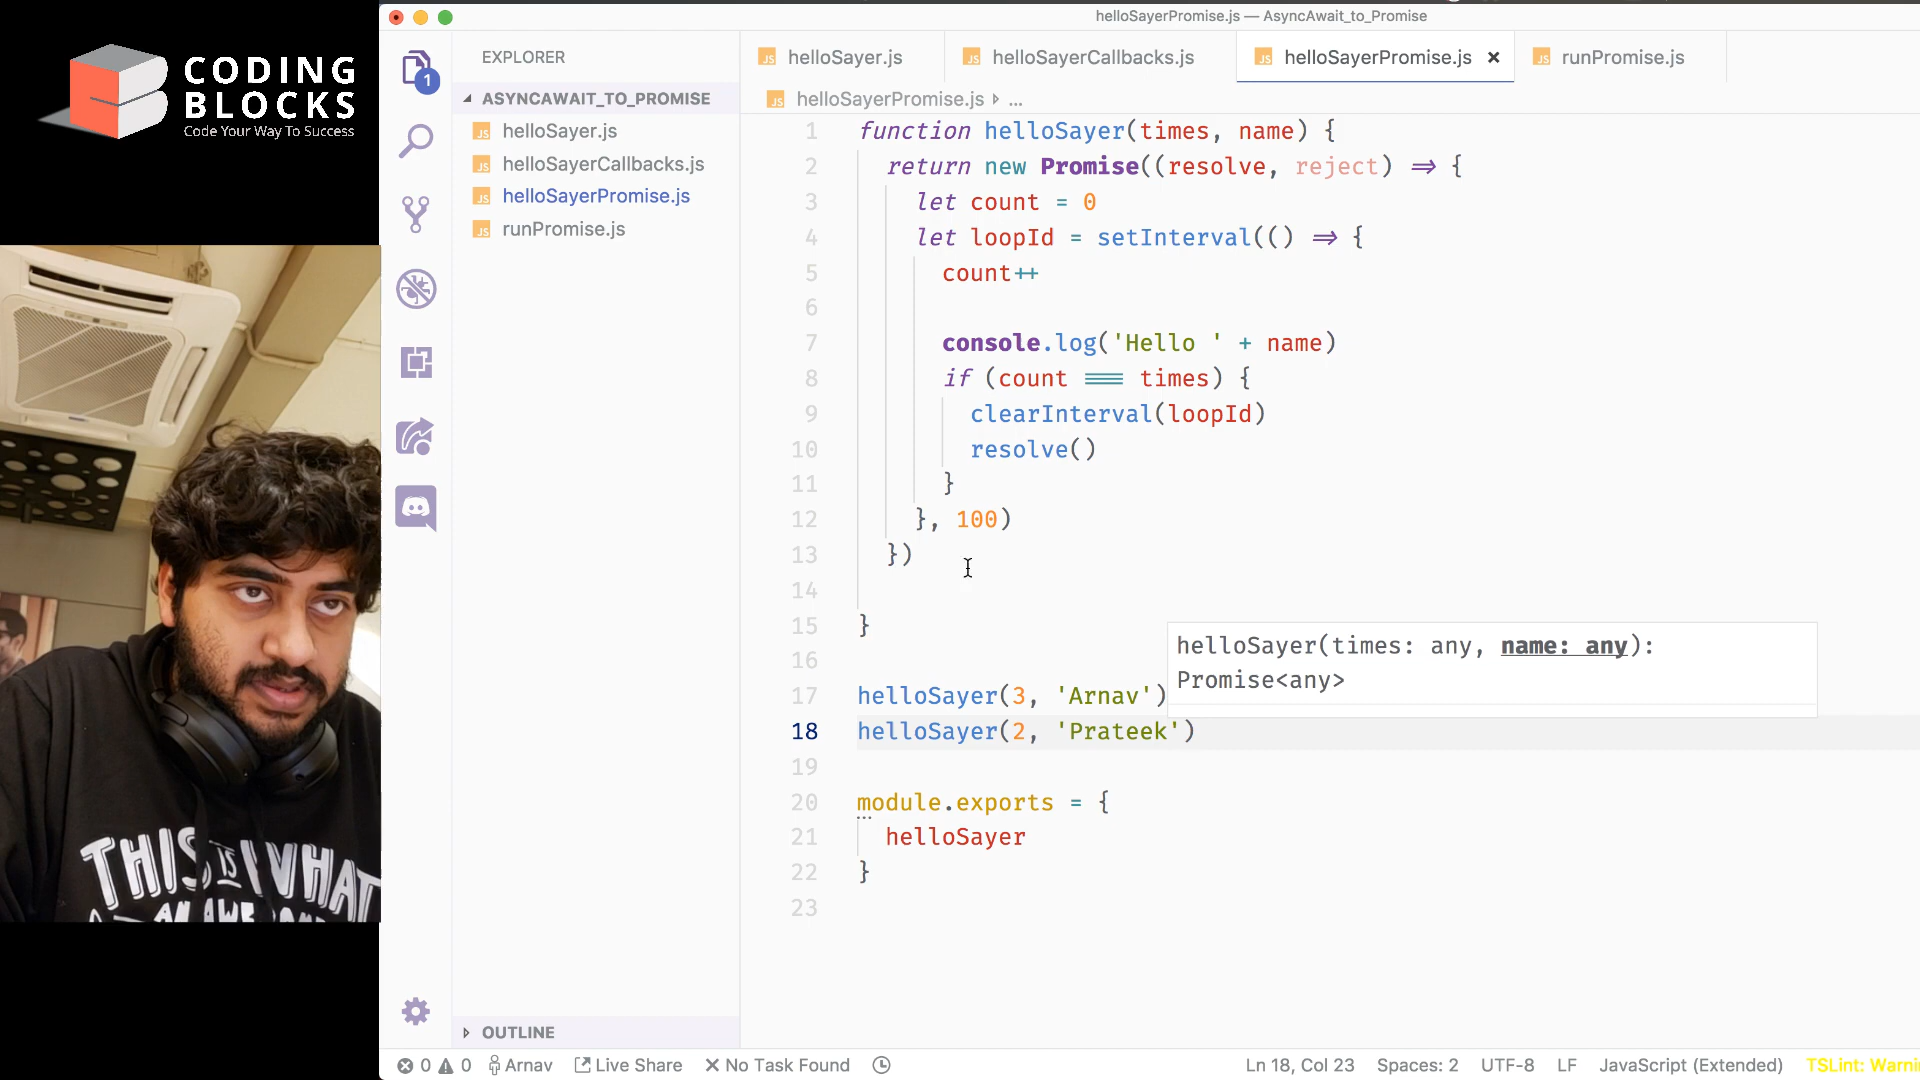 helloSayerPromise.js — AsyncAwait_to_Promise
CODING
BLOCKS
Code Your Way To Success
1
EXPLORER
ASYNCAWAIT_TO_PROMISE
helloSayer.js
helloSayerCallbacks.js
helloSayerPromise.js
runPromise.js
helloSayer.js
helloSayerCallbacks.js
helloSayerPromise.js ×
runPromise.js
helloSayerPromise.js ▸ ...
1 function helloSayer(times, name) {
2 return new Promise((resolve, reject) => {
3 let count = 0
4 let loopId = setInterval(() => {
5 count++
6
7 console.log('Hello ' + name)
8 if (count === times) {
9 clearInterval(loopId)
10 resolve()
11 }
12 }, 100)
13 })
14
15 }
16
17 helloSayer(3, 'Arnav')
18 helloSayer(2, 'Prateek')
19
20 module.exports = {
21 helloSayer
22 }
23
helloSayer(times: any, name: any):
Promise<any>
THIS IS WHAT
OUTLINE
0 0 Arnav Live Share No Task Found
Ln 18, Col 23 Spaces: 2 UTF-8 LF JavaScript (Extended)
TSLint: Warni